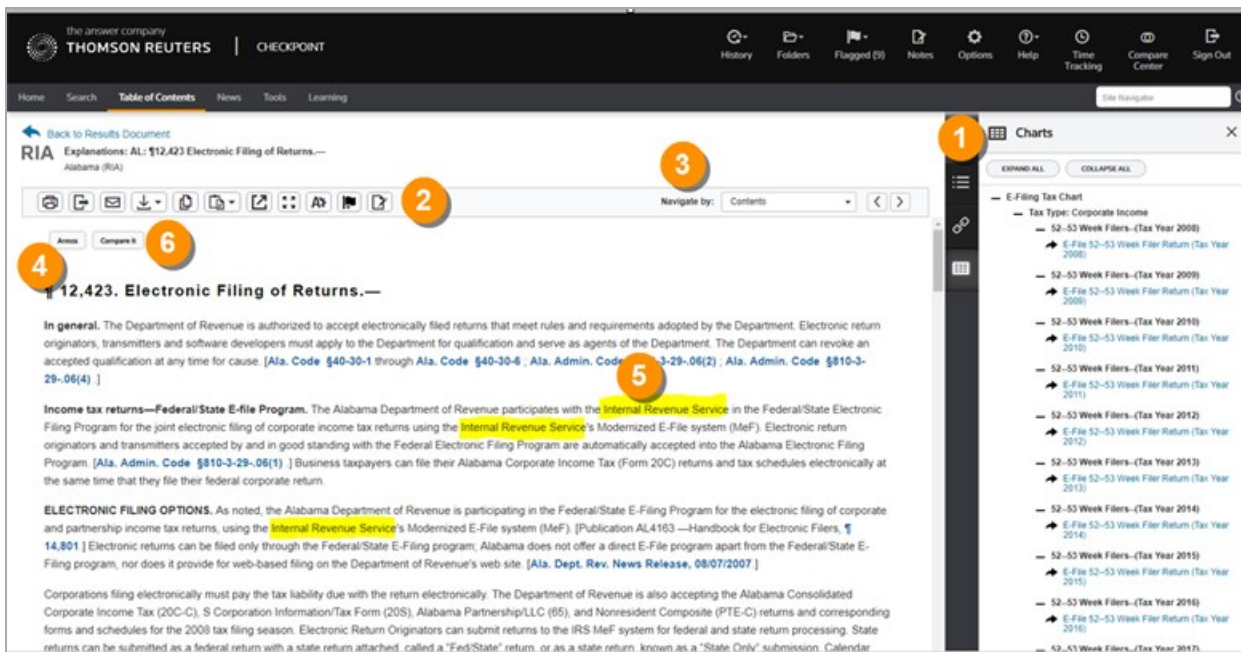 the answer company
THOMSON REUTERS
CHECKPOINT
History
Folders
Flagged (9)
Notes
Options
Help
Time
Tracking
Compare
Center
Sign Out
Home Search Table of Contents News Tools Learning
Site Navigator
Back to Results Document
RIA Explanations: AL: ¶12,423 Electronic Filing of Returns.—
Alabama (RIA)
2
3
Navigate by: Contents
Annos Compare It
6
4
¶ 12,423. Electronic Filing of Returns.—
In general. The Department of Revenue is authorized to accept electronically filed returns that meet rules and requirements adopted by the Department. Electronic return
originators, transmitters and software developers must apply to the Department for qualification and serve as agents of the Department. The Department can revoke an
accepted qualification at any time for cause. [Ala. Code §40-30-1 through Ala. Code §40-30-6 ; Ala. Admin. Code 3-29-.06(2) ; Ala. Admin. Code §810-3-
29-.06(4) .]
5
Income tax returns—Federal/State E-file Program. The Alabama Department of Revenue participates with the Internal Revenue Service in the Federal/State Electronic
Filing Program for the joint electronic filing of corporate income tax returns using the Internal Revenue Service's Modernized E-File system (MeF). Electronic return
originators and transmitters accepted by and in good standing with the Federal Electronic Filing Program are automatically accepted into the Alabama Electronic Filing
Program. [Ala. Admin. Code §810-3-29-.06(1) .] Business taxpayers can file their Alabama Corporate Income Tax (Form 20C) returns and tax schedules electronically at
the same time that they file their federal corporate return.
ELECTRONIC FILING OPTIONS. As noted, the Alabama Department of Revenue is participating in the Federal/State E-Filing Program for the electronic filing of corporate
and partnership income tax returns, using the Internal Revenue Service's Modernized E-File system (MeF). [Publication AL4163 —Handbook for Electronic Filers, ¶
14,801.] Electronic returns can be filed only through the Federal/State E-Filing program; Alabama does not offer a direct E-File program apart from the Federal/State E-
Filing program, nor does it provide for web-based filing on the Department of Revenue's web site. [Ala. Dept. Rev. News Release, 08/07/2007.]
Corporations filing electronically must pay the tax liability due with the return electronically. The Department of Revenue is also accepting the Alabama Consolidated
Corporate Income Tax (20C-C), S Corporation Information/Tax Form (20S), Alabama Partnership/LLC (65), and Nonresident Composite (PTE-C) returns and corresponding
forms and schedules for the 2008 tax filing season. Electronic Return Originators can submit returns to the IRS MeF system for federal and state return processing. State
returns can be submitted as a federal return with a state return attached, called a "Fed/State" return, or as a state return, known as a "State Only" submission. Calendar
1
Charts
EXPAND ALL COLLAPSE ALL
E-Filing Tax Chart
Tax Type: Corporate Income
52--53 Week Filers--(Tax Year 2008)
E-File 52--53 Week Filer Return (Tax Year
2008)
52--53 Week Filers--(Tax Year 2009)
E-File 52--53 Week Filer Return (Tax Year
2009)
52--53 Week Filers--(Tax Year 2010)
E-File 52--53 Week Filer Return (Tax Year
2010)
52--53 Week Filers--(Tax Year 2011)
E-File 52--53 Week Filer Return (Tax Year
2011)
52--53 Week Filers--(Tax Year 2012)
E-File 52--53 Week Filer Return (Tax Year
2012)
52--53 Week Filers--(Tax Year 2013)
E-File 52--53 Week Filer Return (Tax Year
2013)
52--53 Week Filers--(Tax Year 2014)
E-File 52--53 Week Filer Return (Tax Year
2014)
52--53 Week Filers--(Tax Year 2015)
E-File 52--53 Week Filer Return (Tax Year
2015)
52--53 Week Filers--(Tax Year 2016)
E-File 52--53 Week Filer Return (Tax Year
2016)
52--53 Week Filers--(Tax Year 2017)